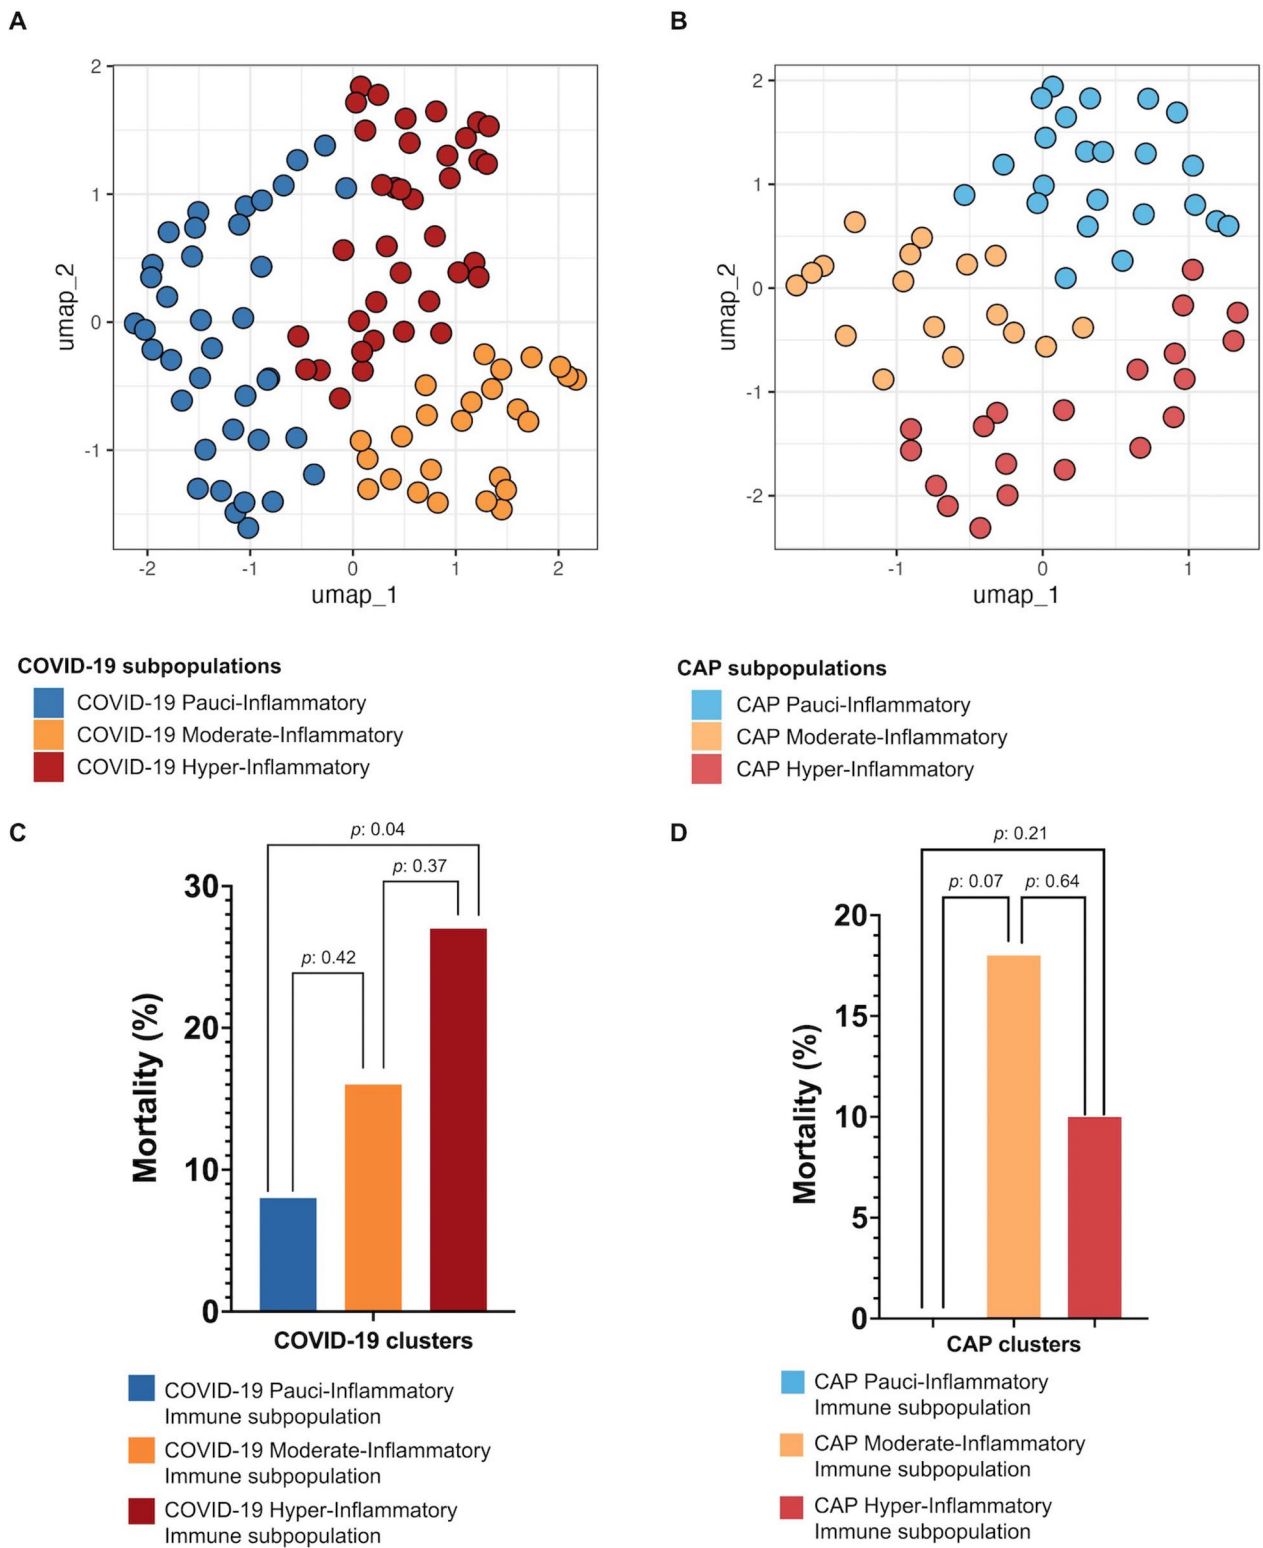 A
B
2
1
0
-1
umap_2
-2
-1
0
1
2
umap_1
2
1
0
-1
-2
umap_2
-1
0
1
umap_1
COVID-19 subpopulations
COVID-19 Pauci-Inflammatory
COVID-19 Moderate-Inflammatory
COVID-19 Hyper-Inflammatory
CAP subpopulations
CAP Pauci-Inflammatory
CAP Moderate-Inflammatory
CAP Hyper-Inflammatory
C
p: 0.04
p: 0.37
p: 0.42
30
20
10
0
Mortality (%)
COVID-19 clusters
COVID-19 Pauci-Inflammatory
Immune subpopulation
COVID-19 Moderate-Inflammatory
Immune subpopulation
COVID-19 Hyper-Inflammatory
Immune subpopulation
D
p: 0.21
p: 0.07
p: 0.64
20
15
10
5
0
Mortality (%)
CAP clusters
CAP Pauci-Inflammatory
Immune subpopulation
CAP Moderate-Inflammatory
Immune subpopulation
CAP Hyper-Inflammatory
Immune subpopulation